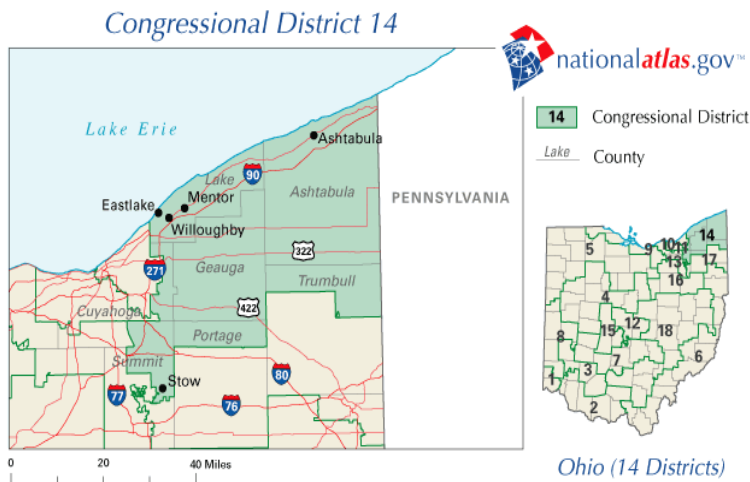 Congressional District 14
nationalatlas.gov™
Lake Erie
Ashtabula
14 Congressional District
Lake County
90
Lake
Ashtabula
PENNSYLVANIA
Mentor
Eastlake
Willoughby
322
271
Geauga
Trumbull
422
Cuyahoga
Portage
Summit
Stow
80
77
76
0 20 40 Miles
14
10
11
9
5
13
17
16
4
12
15
18
8
7
6
3
1
2
Ohio (14 Districts)